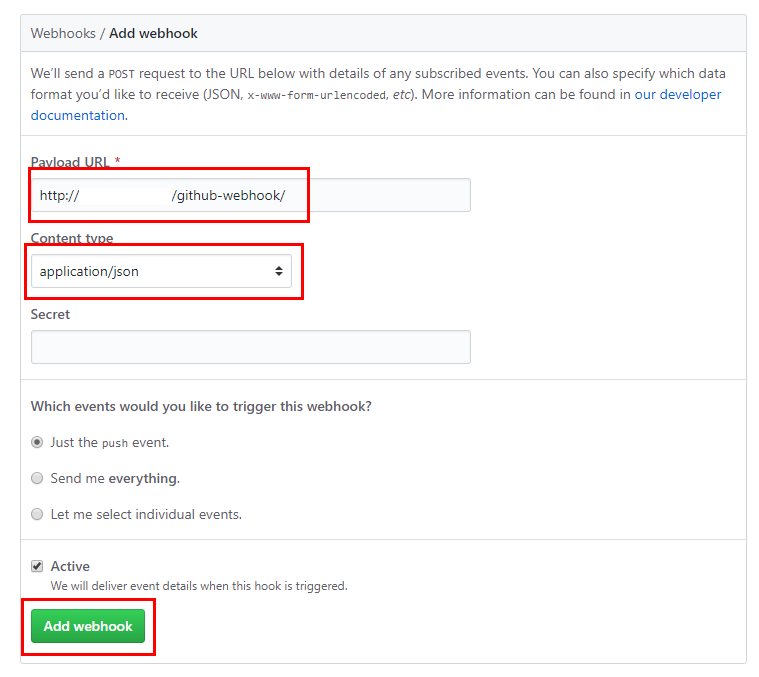 Webhooks / Add webhook
We'll send a POST request to the URL below with details of any subscribed events. You can also specify which data
format you'd like to receive (JSON, x-www-form-urlencoded, etc). More information can be found in our developer
documentation.
Payload URL *
http:// /github-webhook/
Content type
application/json
Secret
Which events would you like to trigger this webhook?
Just the push event.
Send me everything.
Let me select individual events.
Active
We will deliver event details when this hook is triggered.
Add webhook